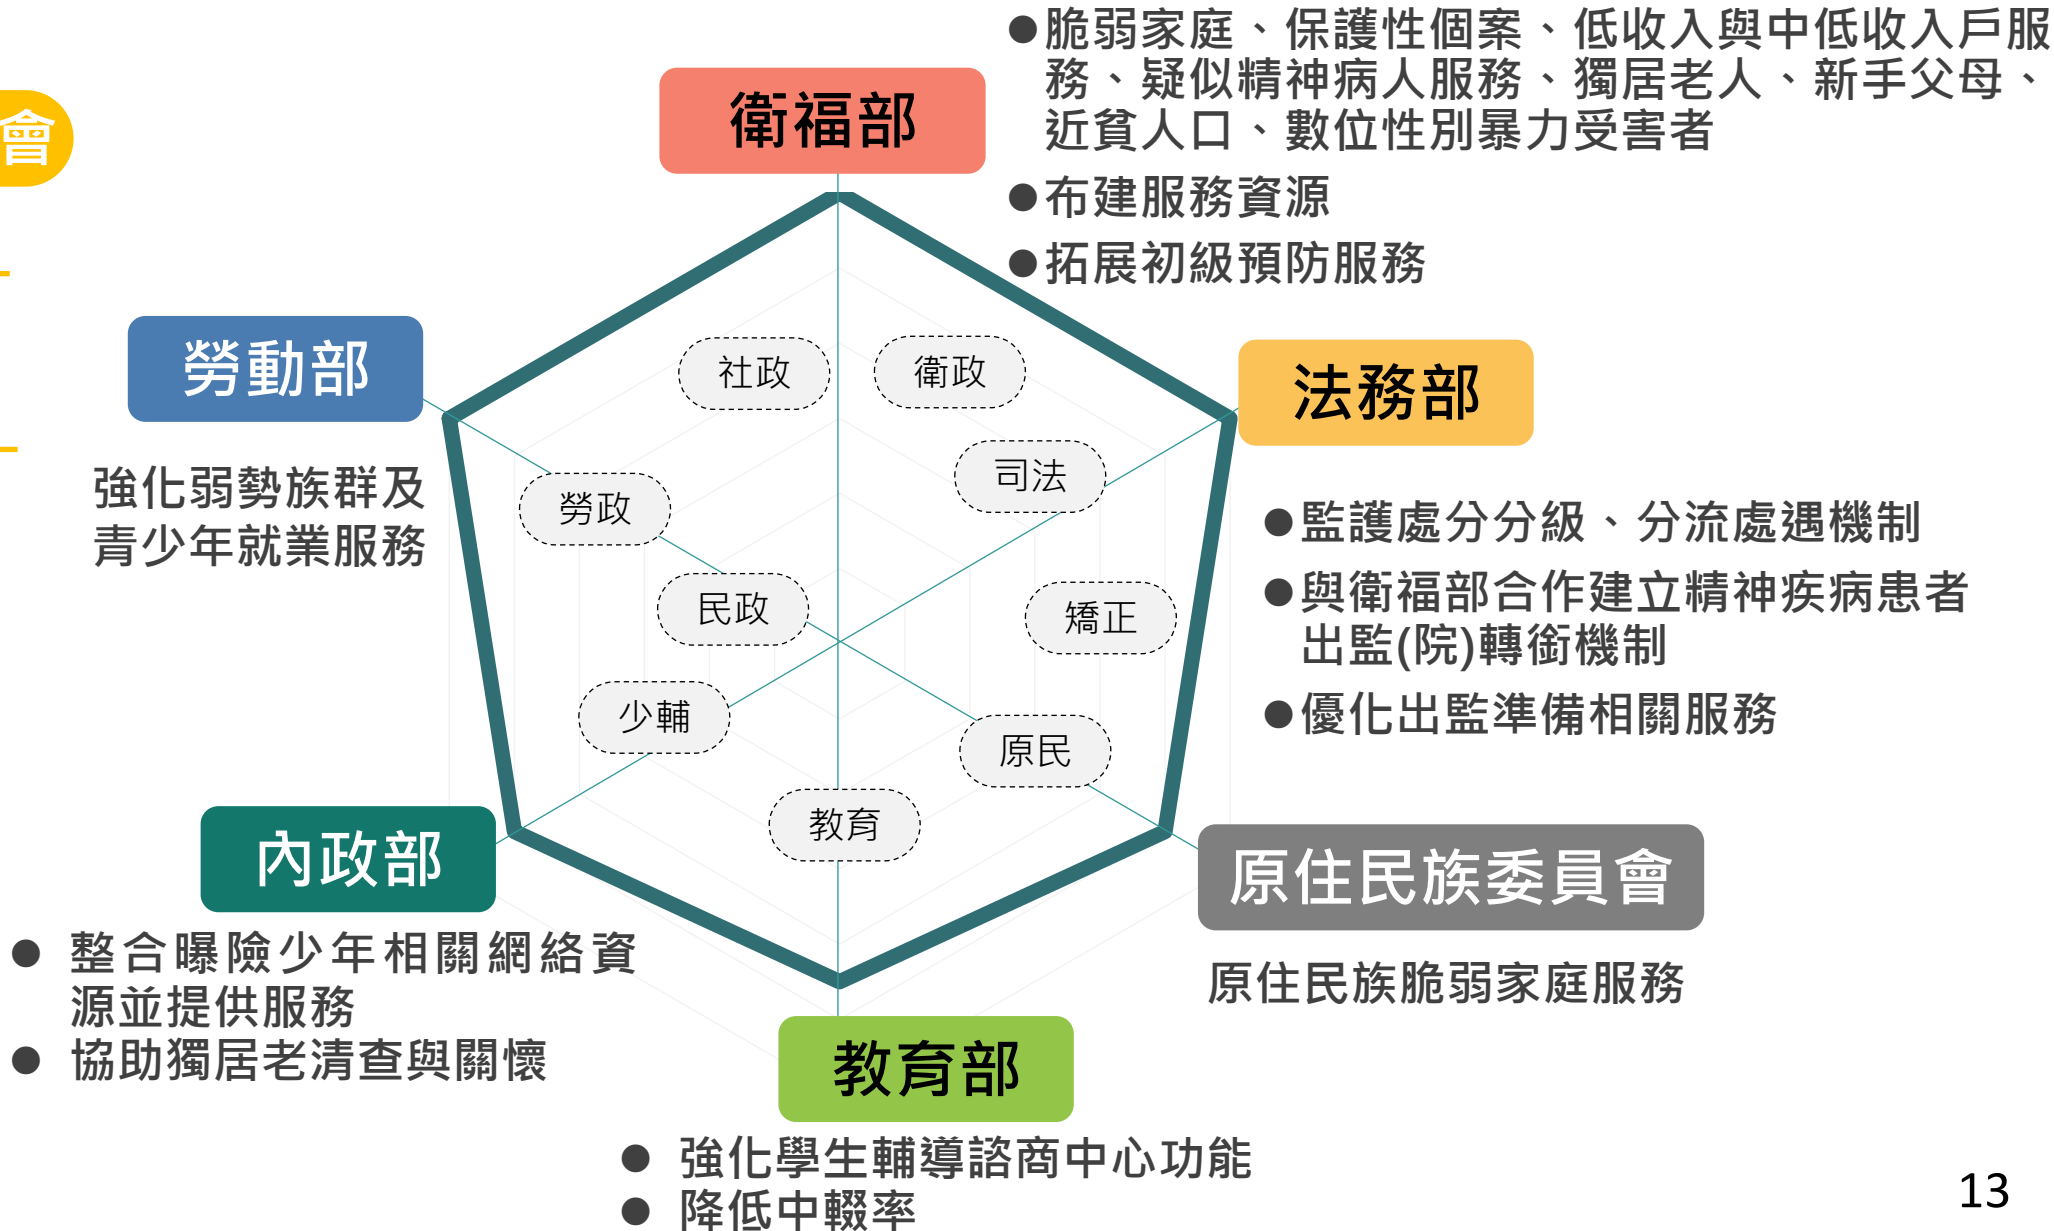 會
衛福部
●脆弱家庭、保護性個案、低收入與中低收入戶服
務、疑似精神病人服務、獨居老人、新手父母、
近貧人口、數位性別暴力受害者
●布建服務資源
●拓展初級預防服務
勞動部
強化弱勢族群及
青少年就業服務
社政
衛政
司法
勞政
民政
矯正
少輔
原民
教育
法務部
●監護處分分級、分流處遇機制
●與衛福部合作建立精神疾病患者
出監(院)轉銜機制
●優化出監準備相關服務
內政部
● 整合曝險少年相關網絡資
源並提供服務
● 協助獨居老清查與關懷
原住民族委員會
原住民族脆弱家庭服務
教育部
● 強化學生輔導諮商中心功能
● 降低中輟率
13